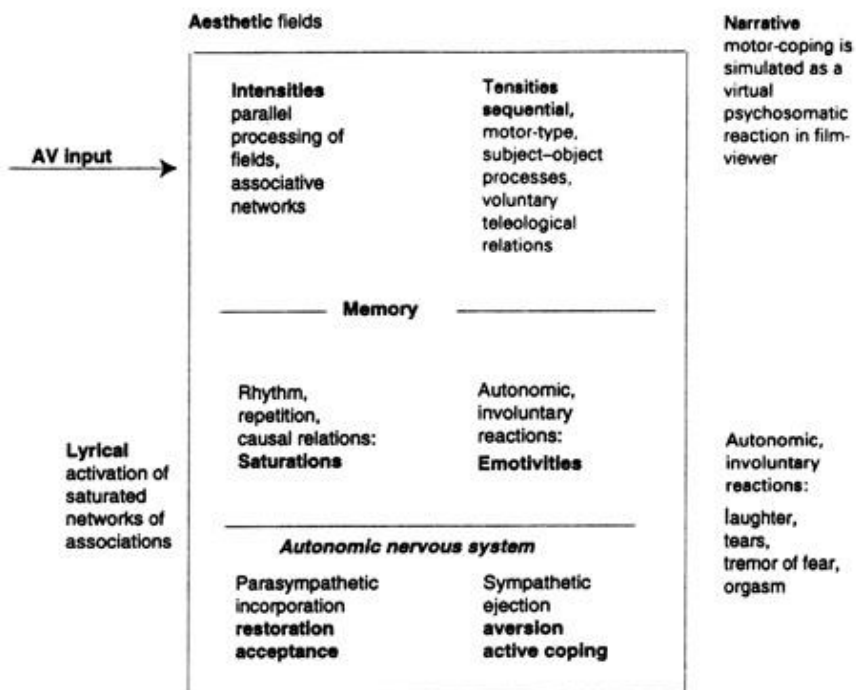 Aesthetic fields
Narrative
motor-coping is
simulated as a
virtual
psychosomatic
reaction in film-
viewer
AV input
Intensities
parallel
processing of
fields,
associative
networks
Tensities
sequential,
motor-type,
subject–object
processes,
voluntary
teleological
relations
Memory
Rhythm,
repetition,
causal relations:
Saturations
Autonomic,
involuntary
reactions:
Emotivities
Lyrical
activation of
saturated
networks of
associations
Autonomic,
involuntary
reactions:
laughter,
tears,
tremor of fear,
orgasm
Autonomic nervous system
Parasympathetic
incorporation
restoration
acceptance
Sympathetic
ejection
aversion
active coping